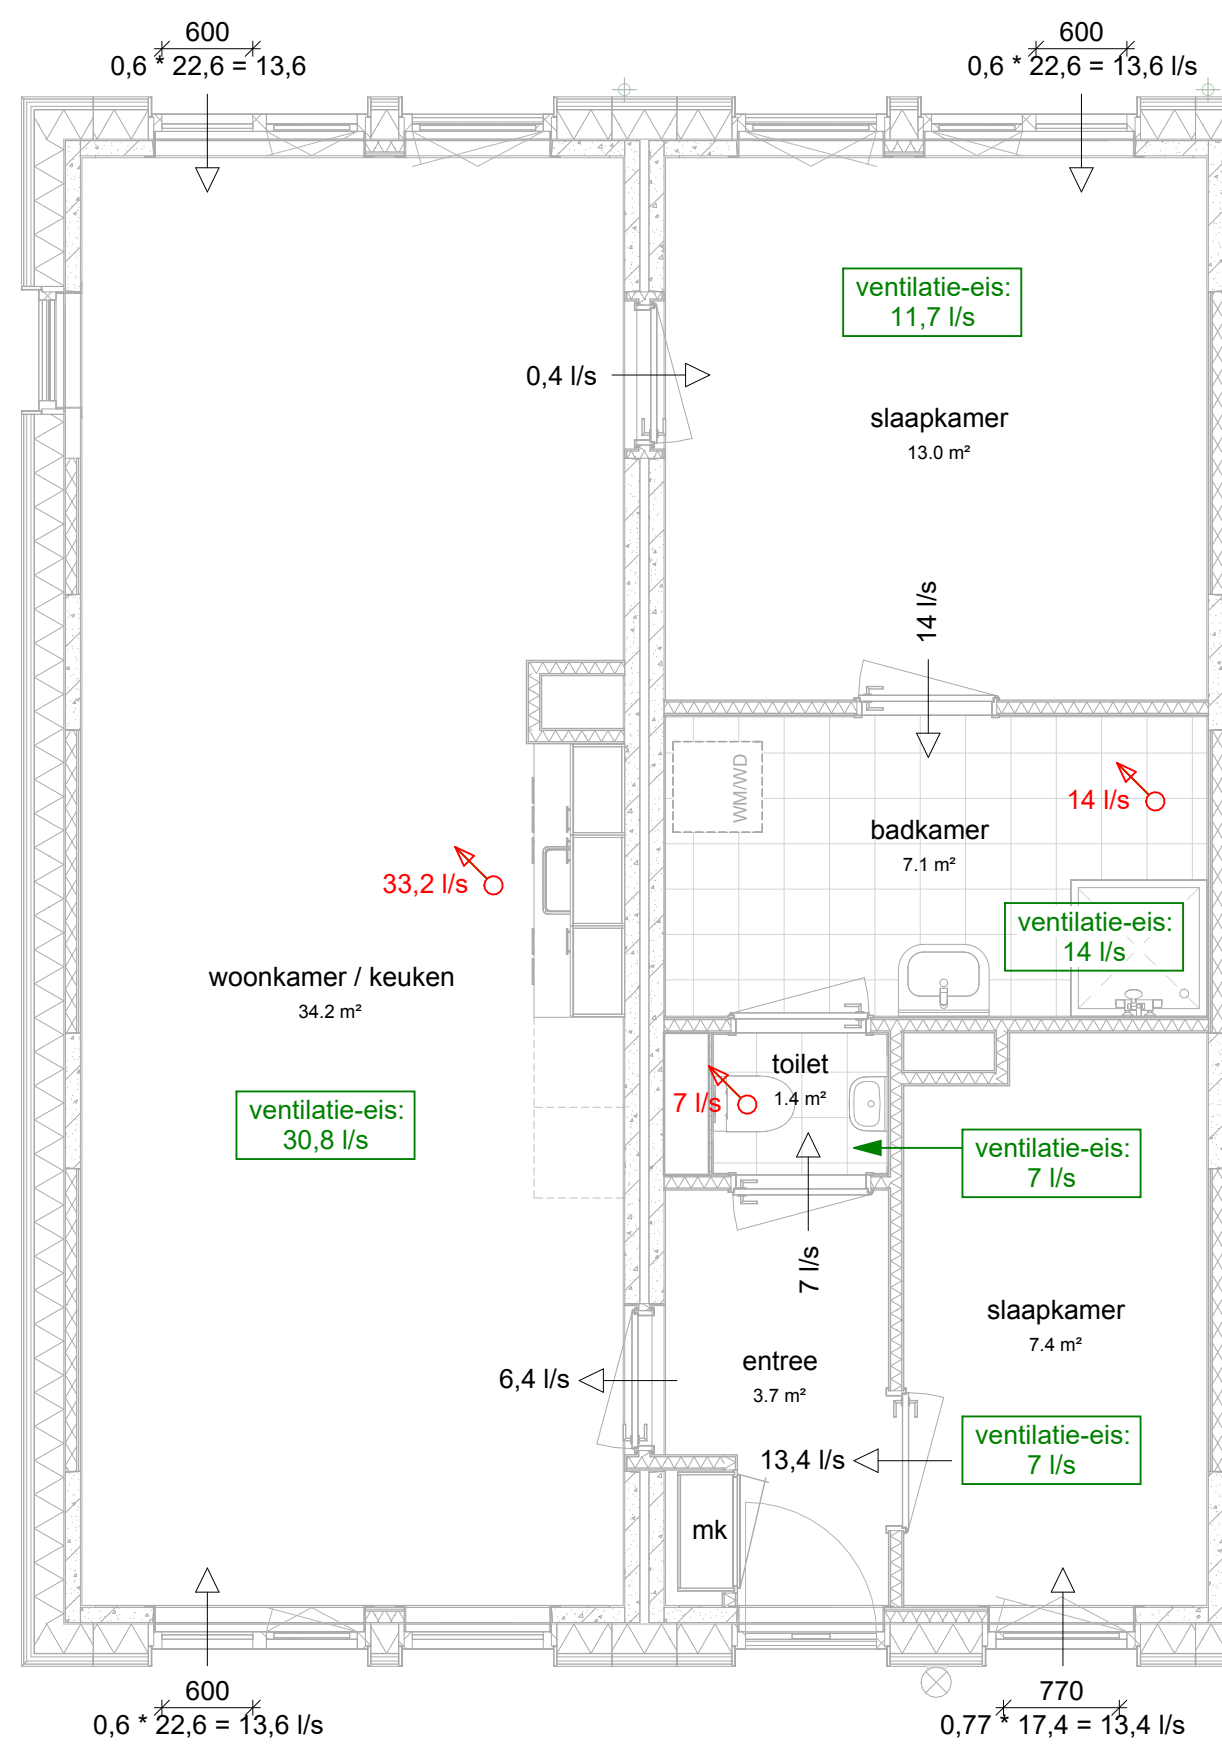 600
0,6 * 22,6 = 13,6
600
0,6 * 22,6 = 13,6 l/s
ventilatie-eis:
11,7 l/s
0,4 l/s
slaapkamer
13.0 m²
14 l/s
WM/WD
14 l/s
badkamer
7.1 m²
33,2 l/s
ventilatie-eis:
14 l/s
woonkamer / keuken
34.2 m²
toilet
1.4 m²
7 l/s
ventilatie-eis:
30,8 l/s
ventilatie-eis:
7 l/s
7 l/s
slaapkamer
7.4 m²
entree
3.7 m²
6,4 l/s
ventilatie-eis:
7 l/s
13,4 l/s
mk
600
0,6 * 22,6 = 13,6 l/s
770
0,77 * 17,4 = 13,4 l/s